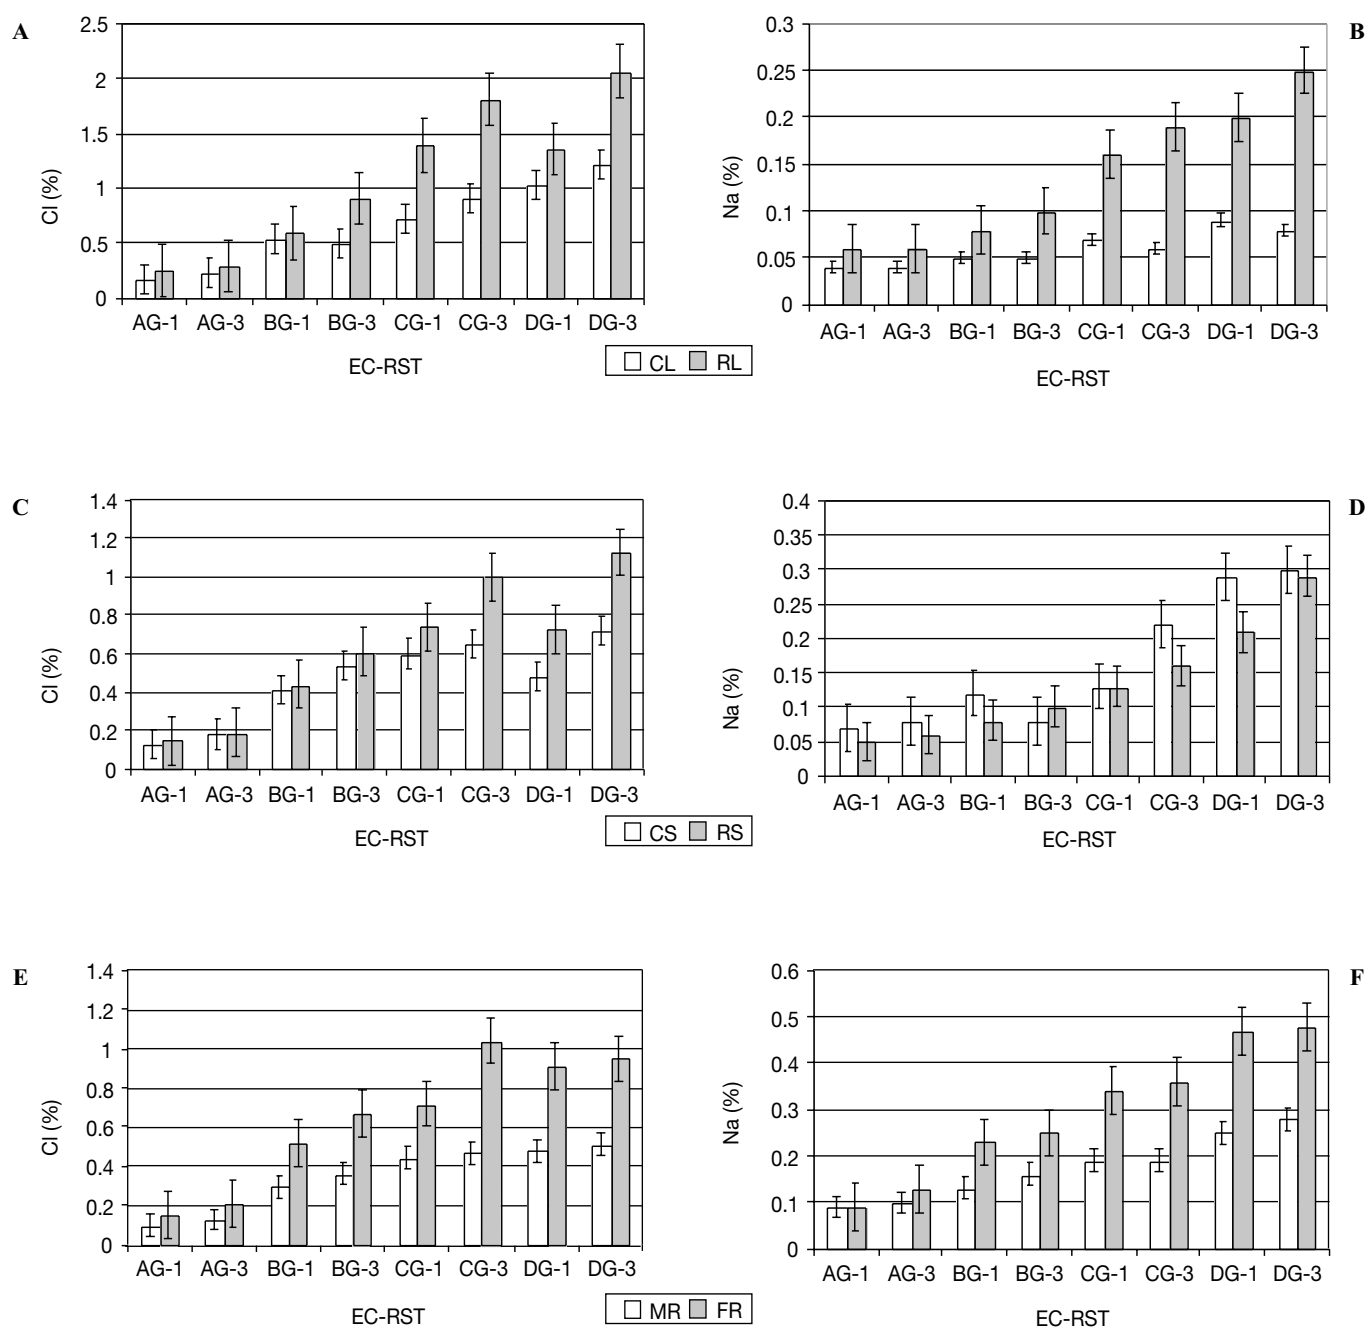 A
2.5
2
1.5
1
0.5
0
Cl (%)
AG-1 AG-3 BG-1 BG-3 CG-1 CG-3 DG-1 DG-3
EC-RST
B
0.3
0.25
0.2
0.15
0.1
0.05
0
Na (%)
AG-1 AG-3 BG-1 BG-3 CG-1 CG-3 DG-1 DG-3
EC-RST
CL RL
C
1.4
1.2
1
0.8
0.6
0.4
0.2
0
Cl (%)
AG-1 AG-3 BG-1 BG-3 CG-1 CG-3 DG-1 DG-3
EC-RST
D
0.4
0.35
0.3
0.25
0.2
0.15
0.1
0.05
0
Na (%)
AG-1 AG-3 BG-1 BG-3 CG-1 CG-3 DG-1 DG-3
EC-RST
CS RS
E
1.4
1.2
1
0.8
0.6
0.4
0.2
0
Cl (%)
AG-1 AG-3 BG-1 BG-3 CG-1 CG-3 DG-1 DG-3
EC-RST
F
0.6
0.5
0.4
0.3
0.2
0.1
0
Na (%)
AG-1 AG-3 BG-1 BG-3 CG-1 CG-3 DG-1 DG-3
EC-RST
MR FR